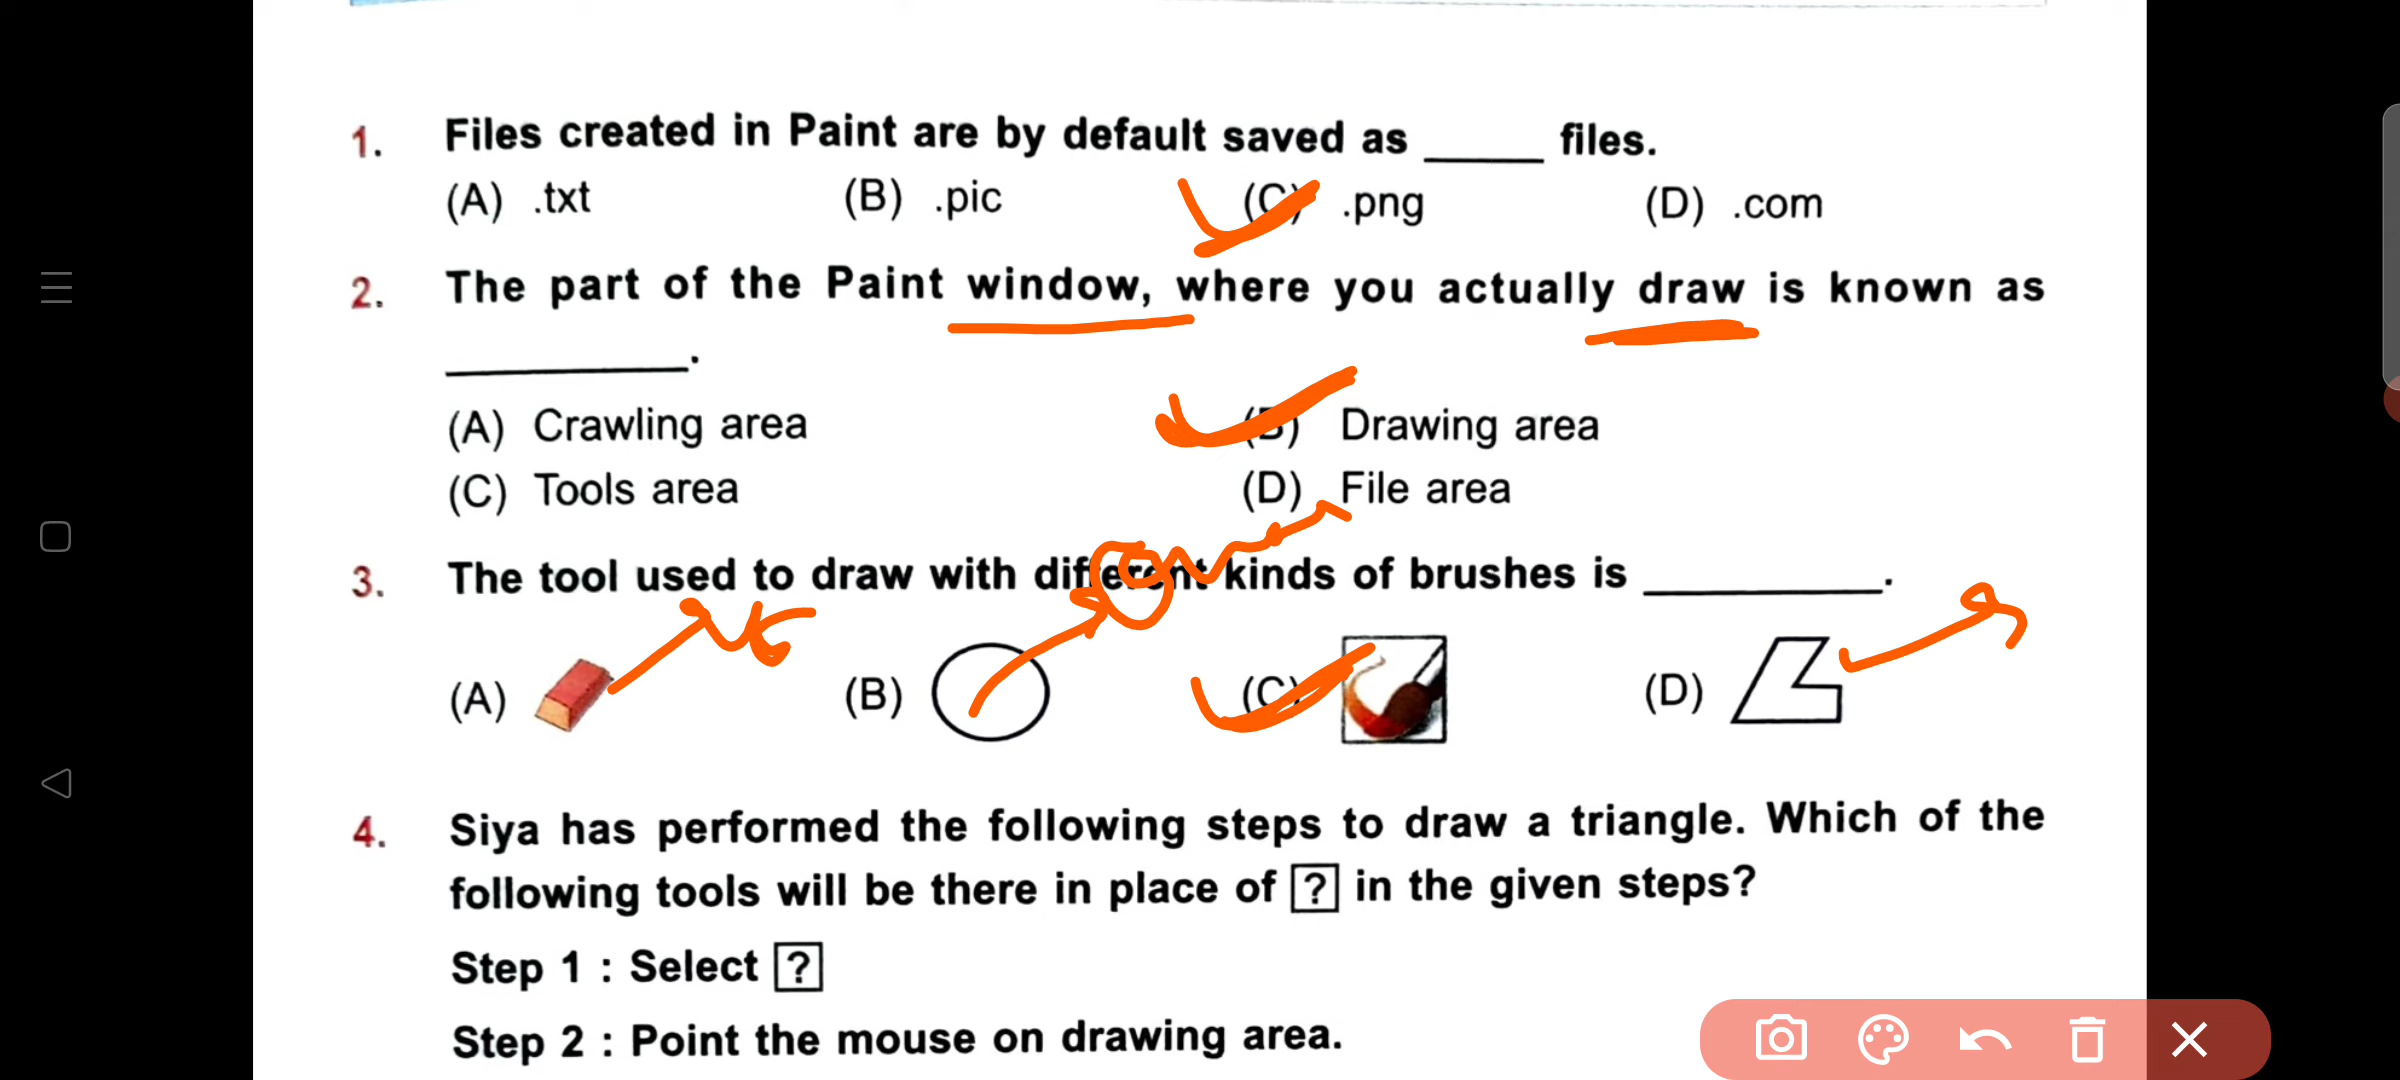 1. Files created in Paint are by default saved as _____ files.
(A) .txt (B) .pic (C) .png (D) .com
2. The part of the Paint window, where you actually draw is known as
__________.
(A) Crawling area (B) Drawing area
(C) Tools area (D) File area
3. The tool used to draw with different kinds of brushes is __________.
(A) (B) (C) (D)
4. Siya has performed the following steps to draw a triangle. Which of the
following tools will be there in place of ? in the given steps?
Step 1 : Select ?
Step 2 : Point the mouse on drawing area.